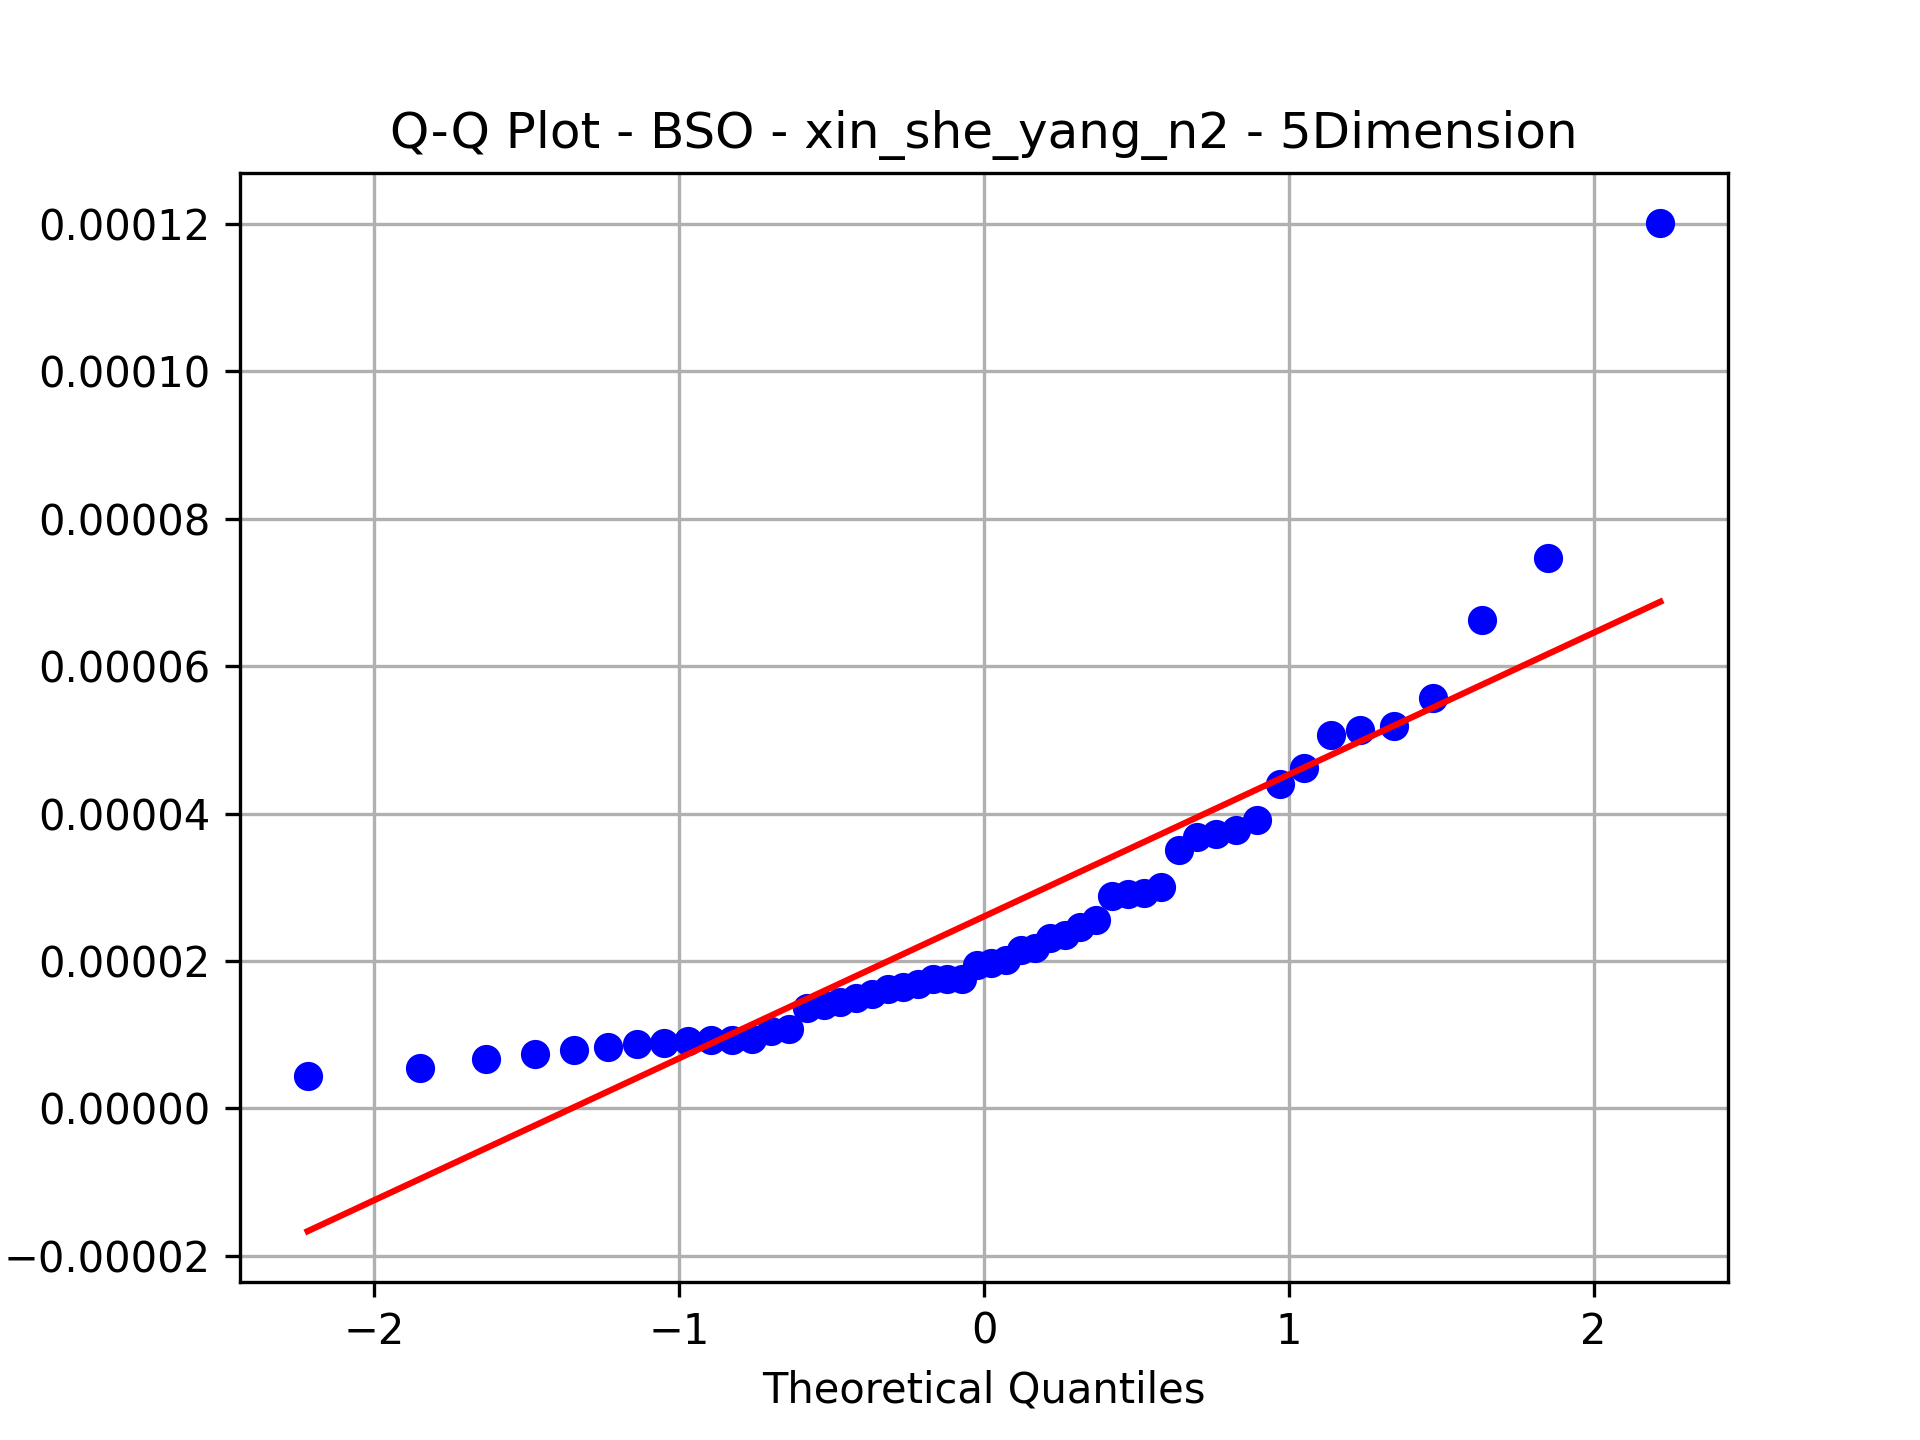 Q-Q Plot - BSO - xin_she_yang_n2 - 5Dimension
0.00012
0.00010
0.00008
0.00006
0.00004
0.00002
0.00000
−0.00002
−2 −1 0 1 2
Theoretical Quantiles